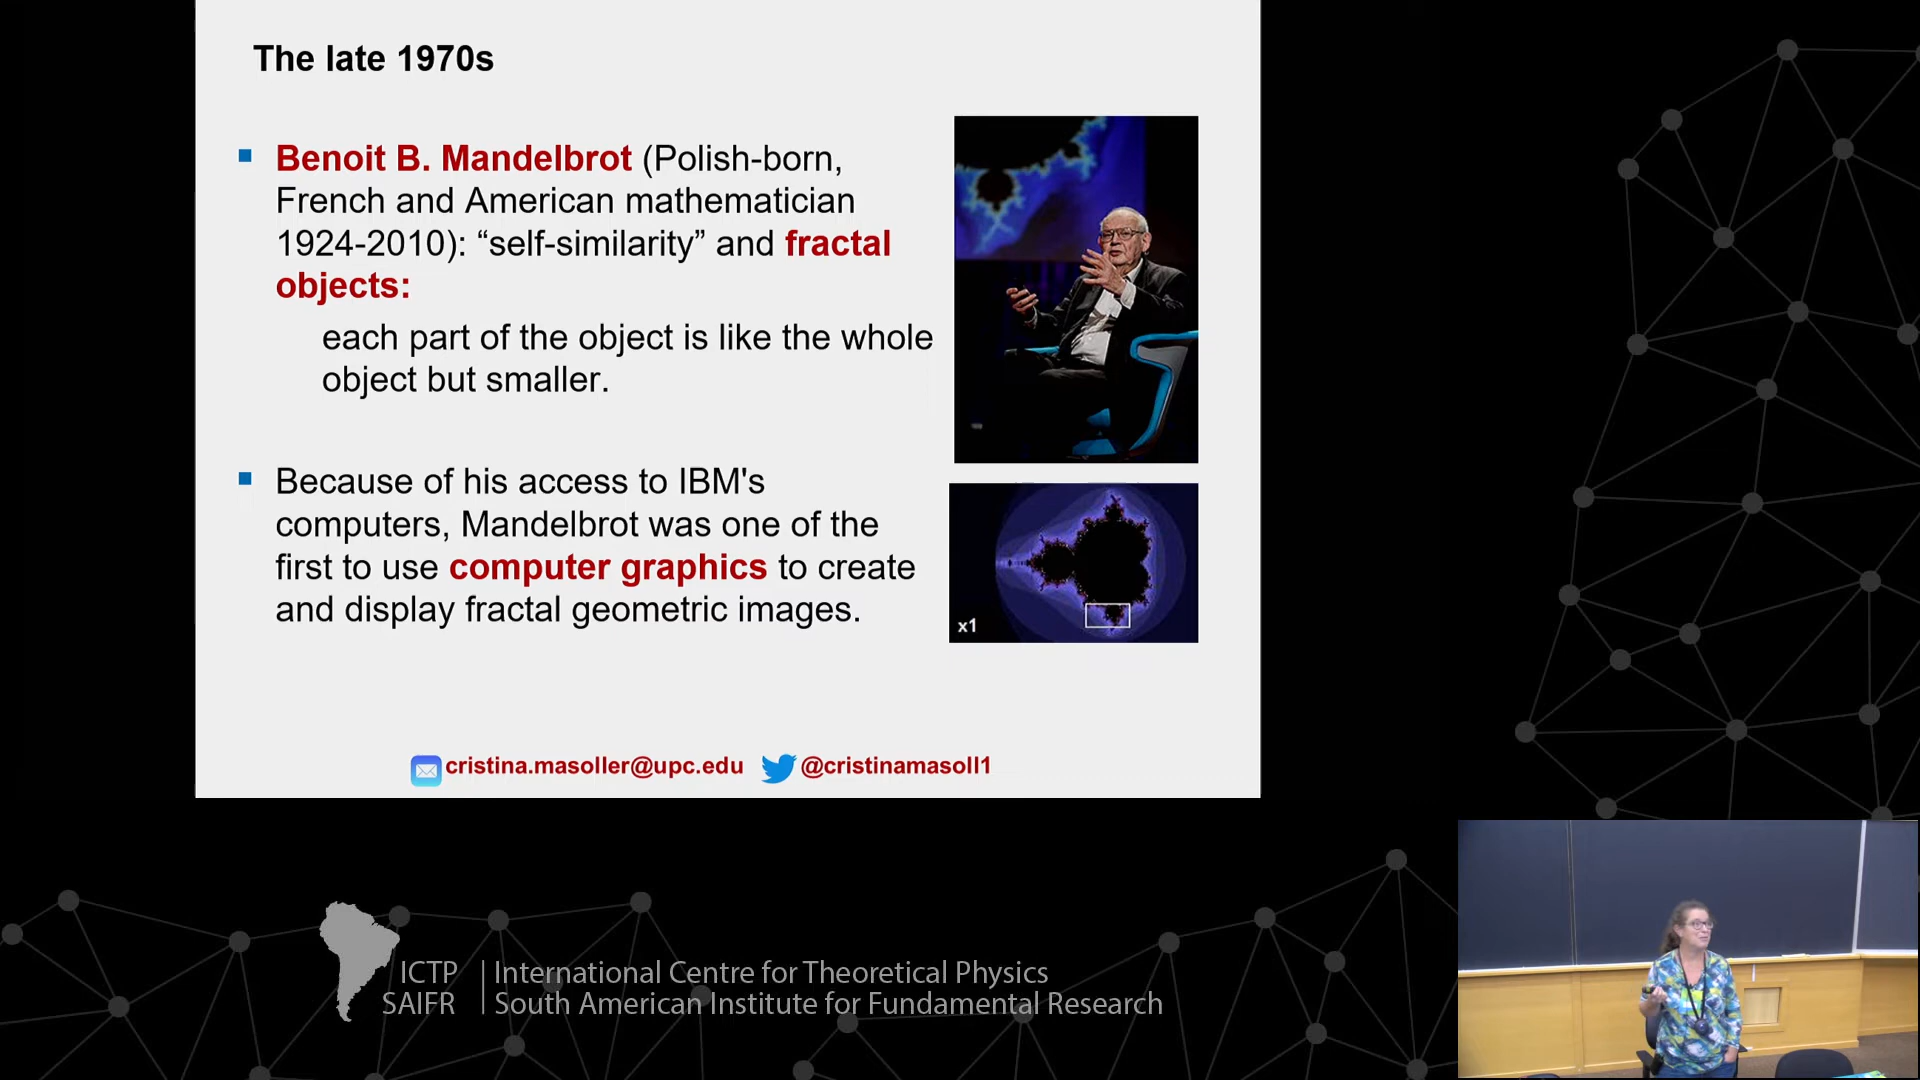 The late 1970s
Benoit B. Mandelbrot (Polish-born,
French and American mathematician
1924-2010): “self-similarity” and fractal
objects:
each part of the object is like the whole
object but smaller.
Because of his access to IBM's
computers, Mandelbrot was one of the
first to use computer graphics to create
and display fractal geometric images.
x1
cristina.masoller@upc.edu @cristinamasoll1
ICTP International Centre for Theoretical Physics
SAIFR South American Institute for Fundamental Research